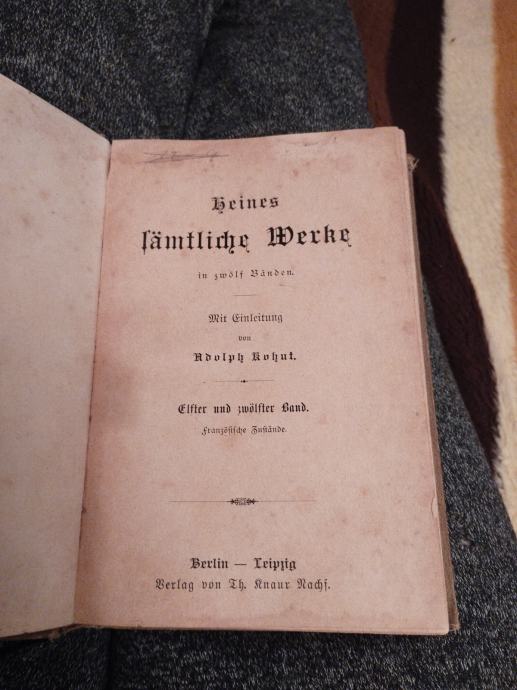 Heines
sämtliche Werke
in zwölf Bänden.
Mit Einleitung
von
Adolph Kohut.
Elfter und zwölfter Band.
Französische Zustände.
Berlin — Leipzig
Verlag von Th. Knaur Nachf.